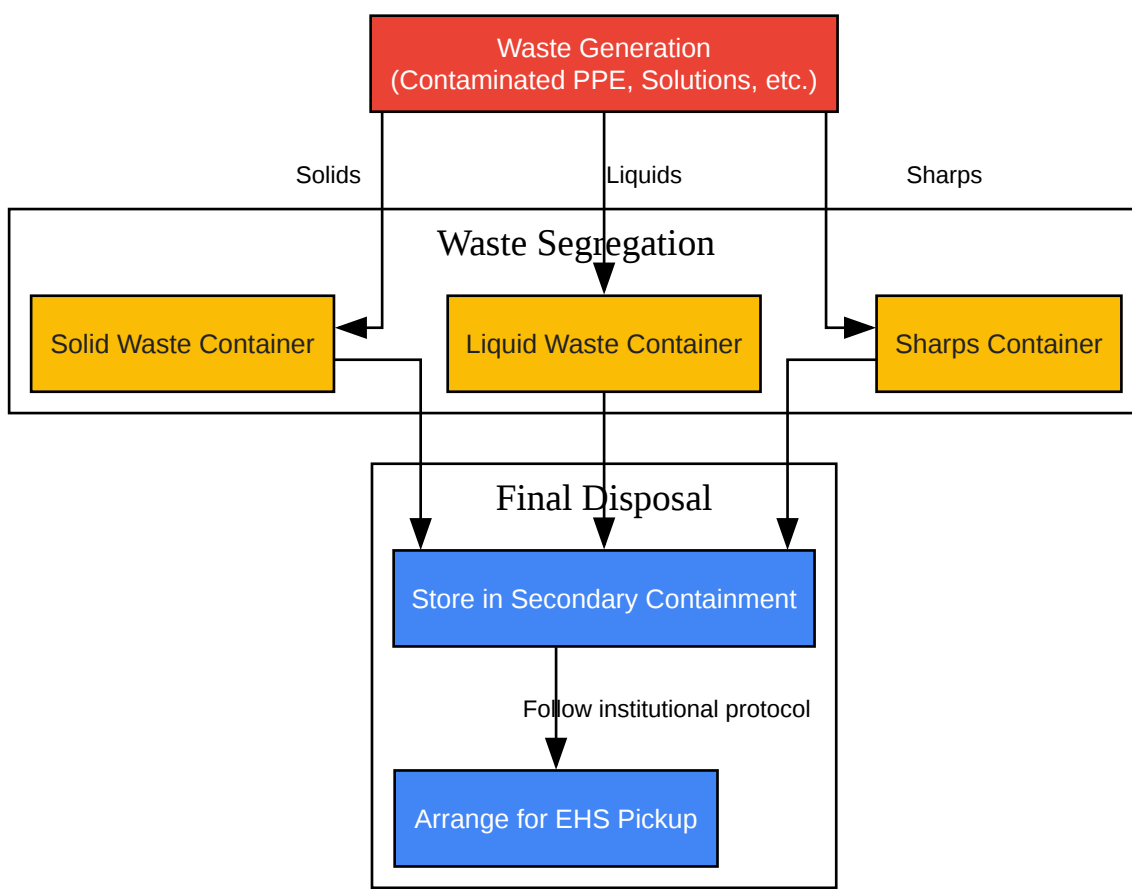 Waste Generation
(Contaminated PPE, Solutions, etc.)
Solids
Liquids
Sharps
Waste Segregation
Solid Waste Container
Liquid Waste Container
Sharps Container
Final Disposal
Store in Secondary Containment
Follow institutional protocol
Arrange for EHS Pickup